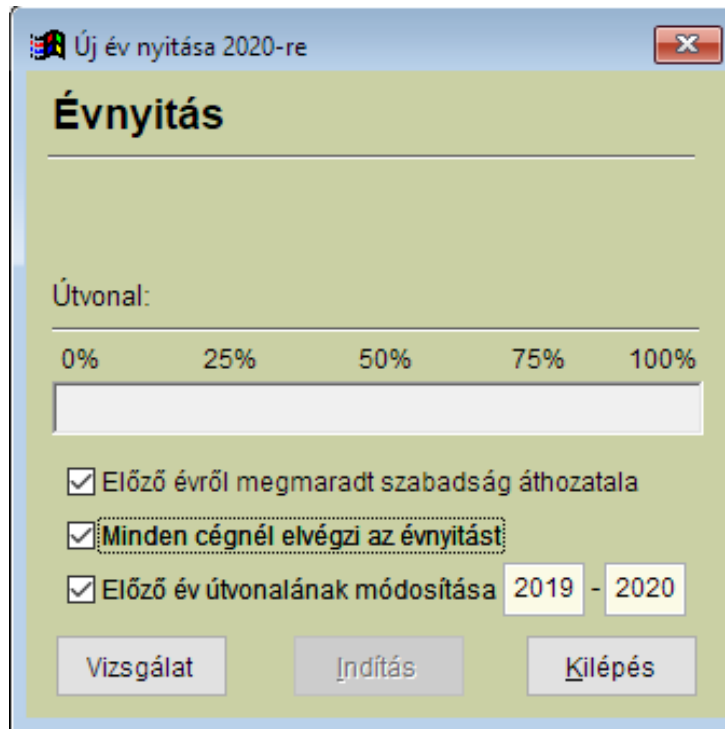 Új év nyitása 2020-re
Évnyitás
Útvonal:
0% 25% 50% 75% 100%
Előző évről megmaradt szabadság áthozatala
Minden cégnél elvégzi az évnyitást
Előző év útvonalának módosítása 2019 - 2020
Vizsgálat Indítás Kilépés